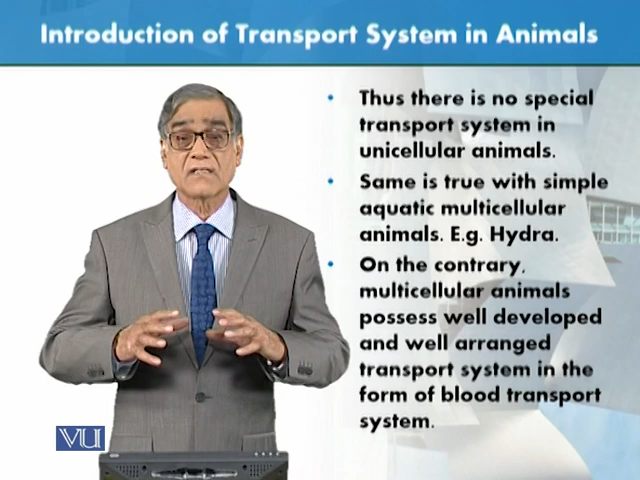 Introduction of Transport System in Animals
• Thus there is no special
transport system in
unicellular animals.
• Same is true with simple
aquatic multicellular
animals. E.g. Hydra.
• On the contrary,
multicellular animals
possess well developed
and well arranged
transport system in the
form of blood transport
system.
VU